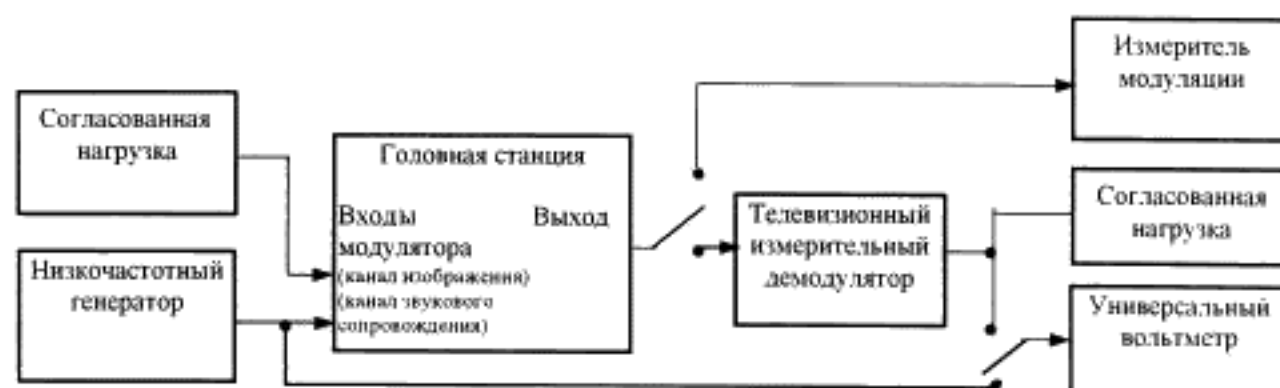 Согласованная
нагрузка
Низкочастотный
генератор
Головная станция
Входы Выход
модулятора
(канал изображения)
(канал звукового
сопровождения)
Телевизионный
измерительный
демодулятор
Измеритель
модуляции
Согласованная
нагрузка
Универсальный
вольтметр